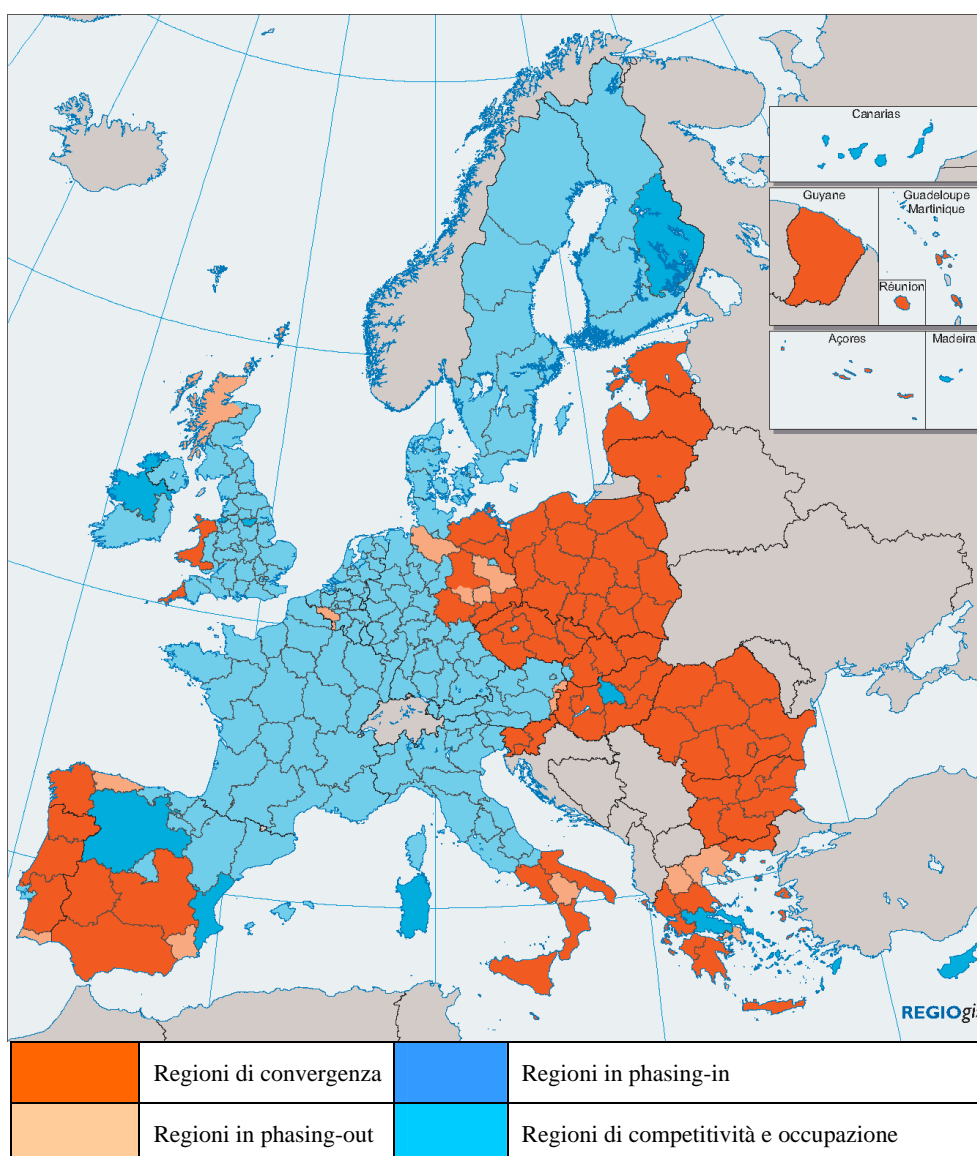 Canarias
Guyane
Guadeloupe
Martinique
Réunion
Açores
Madeira
REGIOgis
Regioni di convergenza
Regioni in phasing-in
Regioni in phasing-out
Regioni di competitività e occupazione